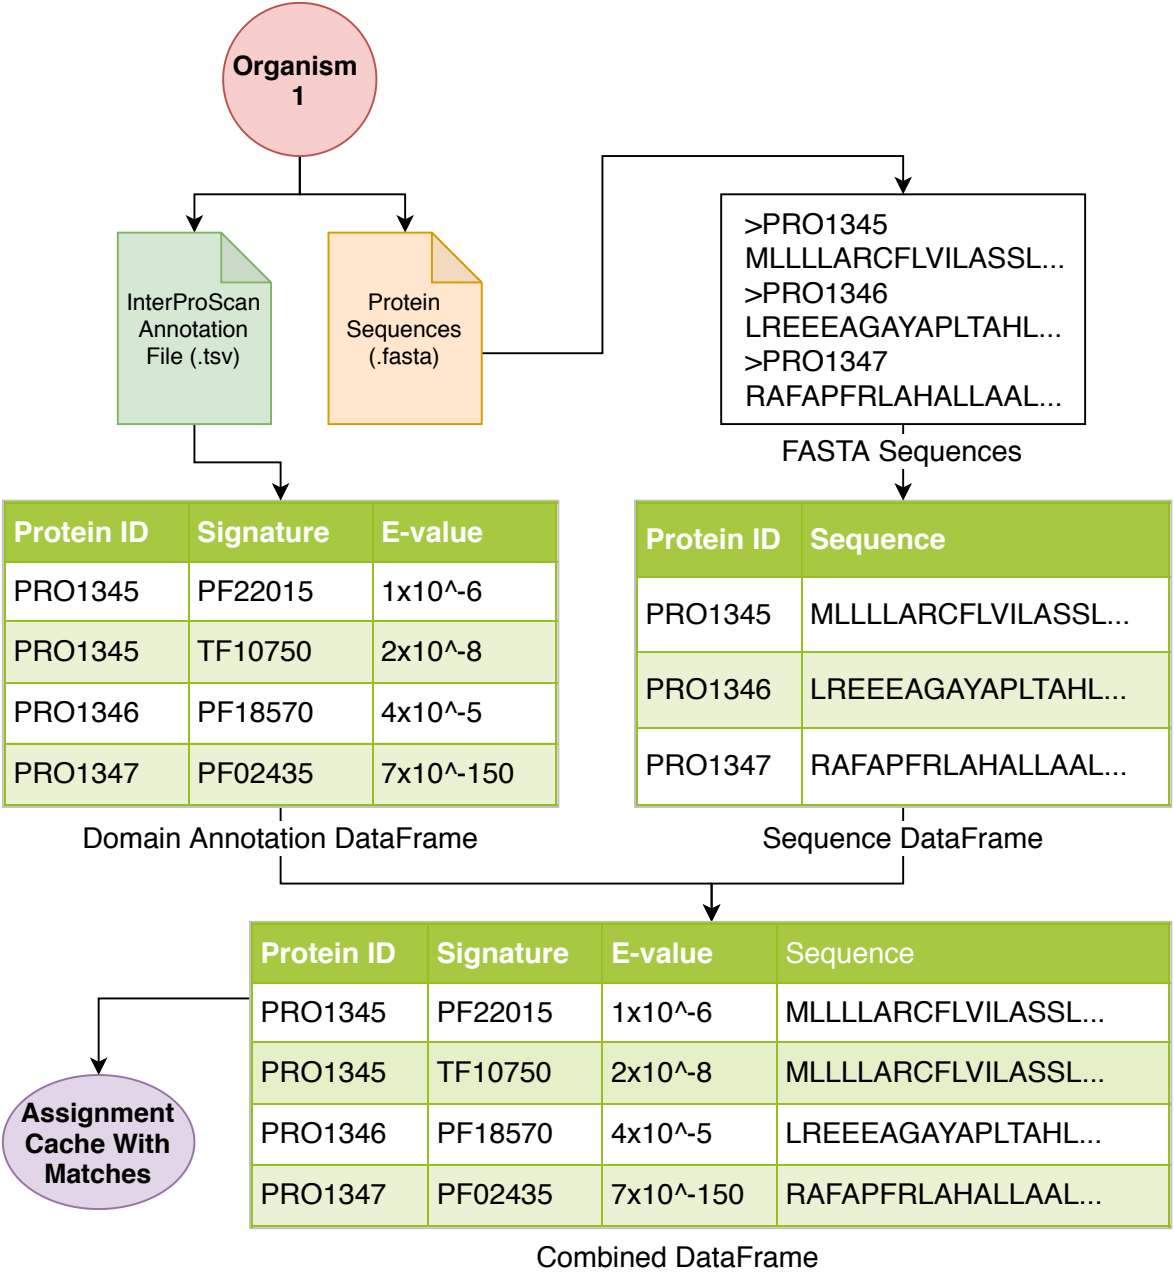 Organism
1
InterProScan
Annotation
File (.tsv)
Protein
Sequences
(.fasta)
>PRO1345
MLLLLARCFLVILASSL...
>PRO1346
LREEEAGAYAPLTAHL...
>PRO1347
RAFAPFRLAHALLAAL...
FASTA Sequences
Protein ID Signature E-value
PRO1345 PF22015 1x10^-6
PRO1345 TF10750 2x10^-8
PRO1346 PF18570 4x10^-5
PRO1347 PF02435 7x10^-150
Domain Annotation DataFrame
Protein ID Sequence
PRO1345 MLLLLARCFLVILASSL...
PRO1346 LREEEAGAYAPLTAHL...
PRO1347 RAFAPFRLAHALLAAL...
Sequence DataFrame
Protein ID Signature E-value Sequence
PRO1345 PF22015 1x10^-6 MLLLLARCFLVILASSL...
PRO1345 TF10750 2x10^-8 MLLLLARCFLVILASSL...
PRO1346 PF18570 4x10^-5 LREEEAGAYAPLTAHL...
PRO1347 PF02435 7x10^-150 RAFAPFRLAHALLAAL...
Combined DataFrame
Assignment
Cache With
Matches